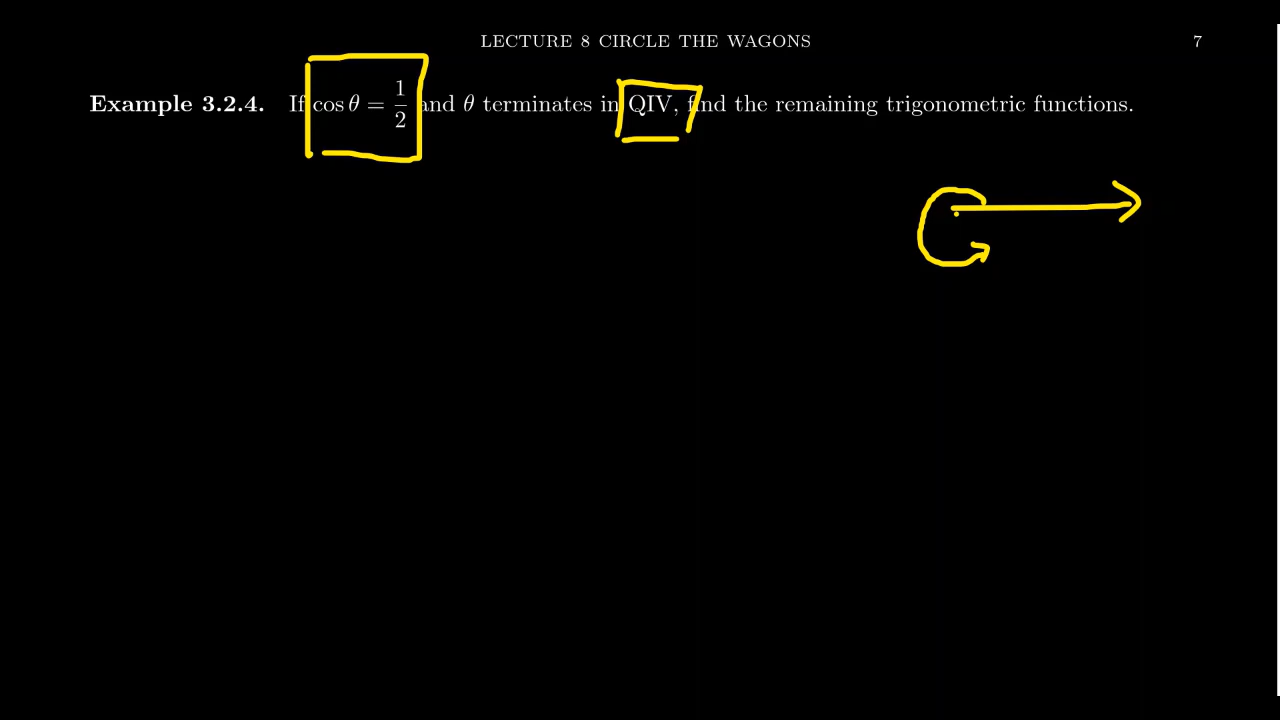 LECTURE 8 CIRCLE THE WAGONS 7
Example 3.2.4. If cos θ = 1/2 and θ terminates in QIV, find the remaining trigonometric functions.